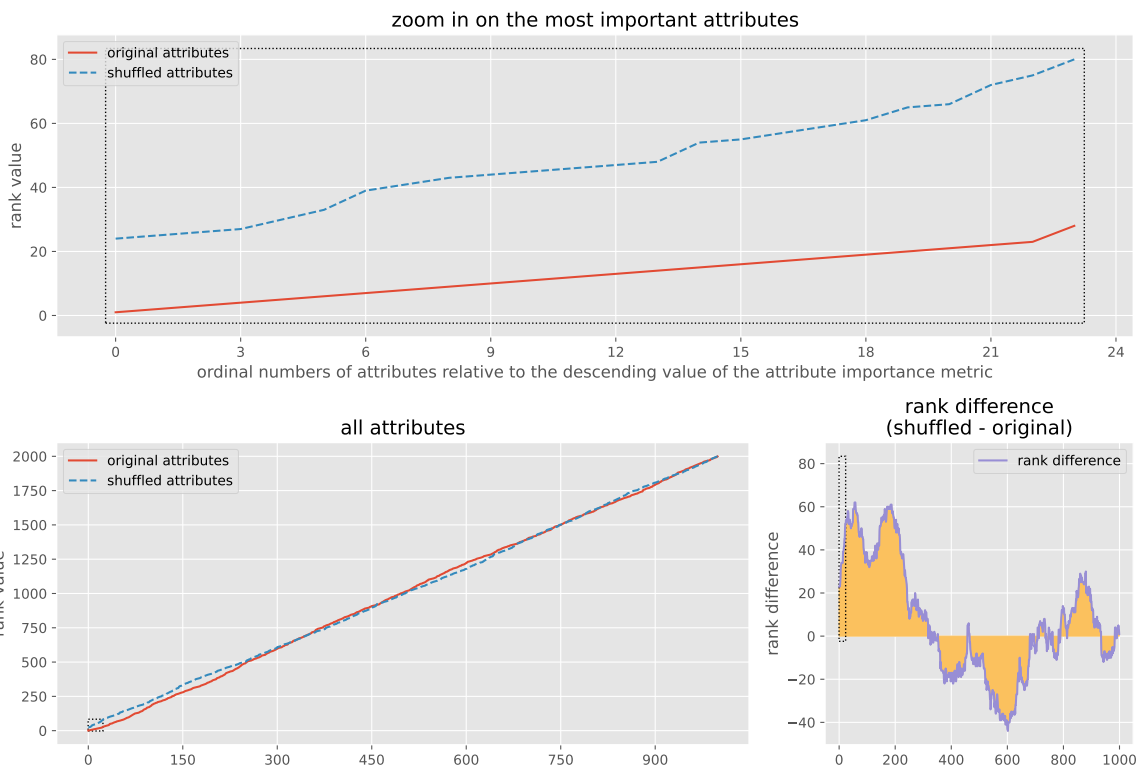 zoom in on the most important attributes
original attributes
shuffled attributes
rank value
80
60
40
20
0
0 3 6 9 12 15 18 21 24
ordinal numbers of attributes relative to the descending value of the attribute importance metric
all attributes
original attributes
shuffled attributes
2000
1750
1500
1250
1000
750
500
250
0
0 150 300 450 600 750 900
rank difference
(shuffled - original)
rank difference
rank difference
80
60
40
20
0
−20
−40
0 200 400 600 800 1000